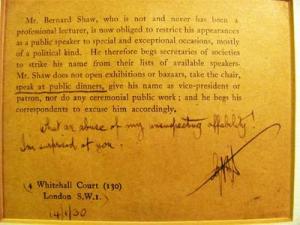 Mr. Bernard Shaw, who is not and never has been a
professional lecturer, is now obliged to restrict his appearances
as a public speaker to special and exceptional occasions, mostly
of a political kind. He therefore begs secretaries of societies
to strike his name from their lists of available speakers.
Mr. Shaw does not open exhibitions or bazaars, take the chair,
speak at public dinners, give his name as vice-president or
patron, nor do any ceremonial public work; and he begs his
correspondents to excuse him accordingly.
What an abuse of my unsuspecting affability!
I'm surprised at you.
GBS
4 Whitehall Court (130)
London S.W.1.
14/1/30